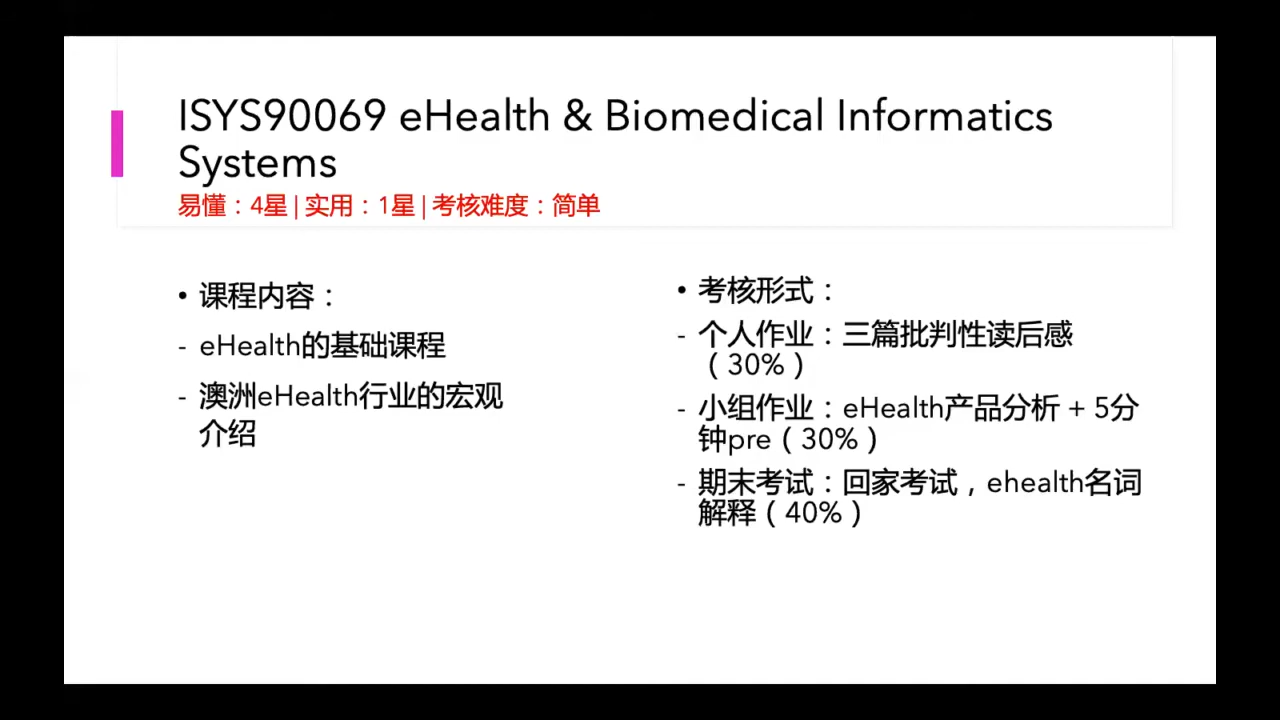 ISYS90069 eHealth & Biomedical Informatics
Systems
易懂：4星 | 实用：1星 | 考核难度：简单
• 课程内容：
- eHealth的基础课程
- 澳洲eHealth行业的宏观
介绍
• 考核形式：
- 个人作业：三篇批判性读后感
（30%）
- 小组作业：eHealth产品分析 + 5分
钟pre（30%）
- 期末考试：回家考试，ehealth名词
解释（40%）